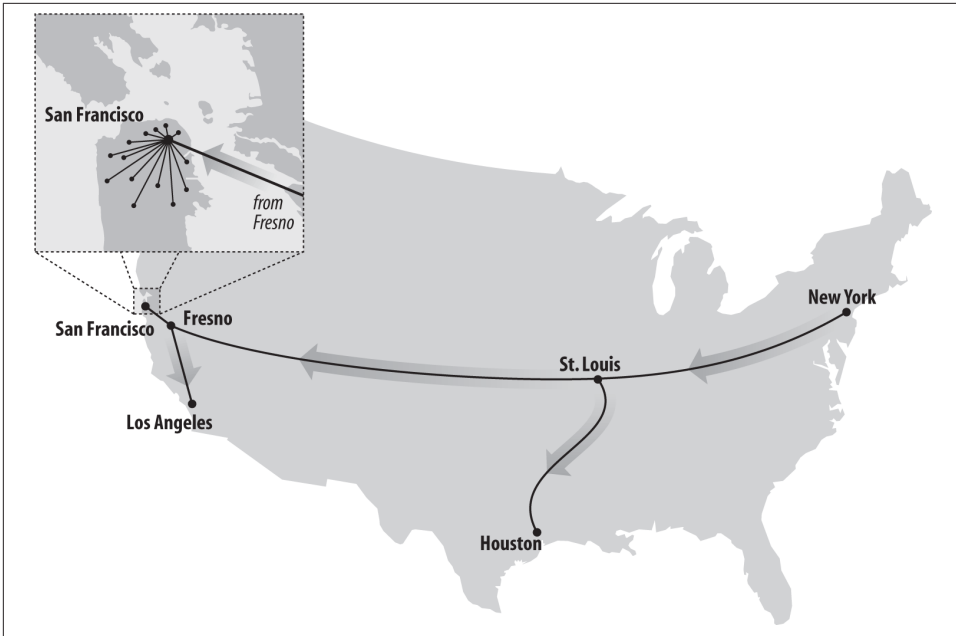 San Francisco
from
Fresno
San Francisco
Fresno
New York
St. Louis
Los Angeles
Houston